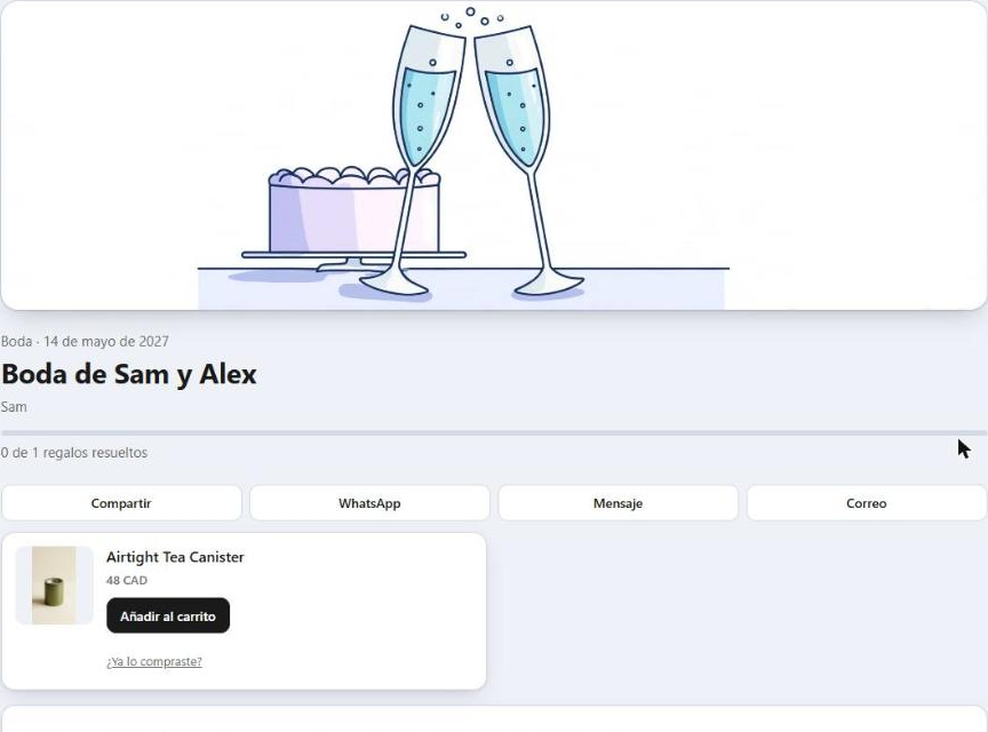 Boda · 14 de mayo de 2027
Boda de Sam y Alex
Sam
0 de 1 regalos resueltos
Compartir
WhatsApp
Mensaje
Correo
Airtight Tea Canister
48 CAD
Añadir al carrito
¿Ya lo compraste?